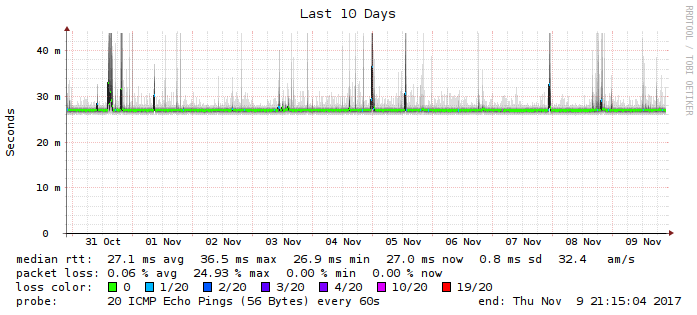 Last 10 Days
RRDTOOL / TOBI OETIKER
Seconds
40 m
30 m
20 m
10 m
0
31 Oct 01 Nov 02 Nov 03 Nov 04 Nov 05 Nov 06 Nov 07 Nov 08 Nov 09 Nov
median rtt: 27.1 ms avg 36.5 ms max 26.9 ms min 27.0 ms now 0.8 ms sd 32.4 am/s
packet loss: 0.06 % avg 24.93 % max 0.00 % min 0.00 % now
loss color: 0 1/20 2/20 3/20 4/20 10/20 19/20
probe: 20 ICMP Echo Pings (56 Bytes) every 60s end: Thu Nov 9 21:15:04 2017